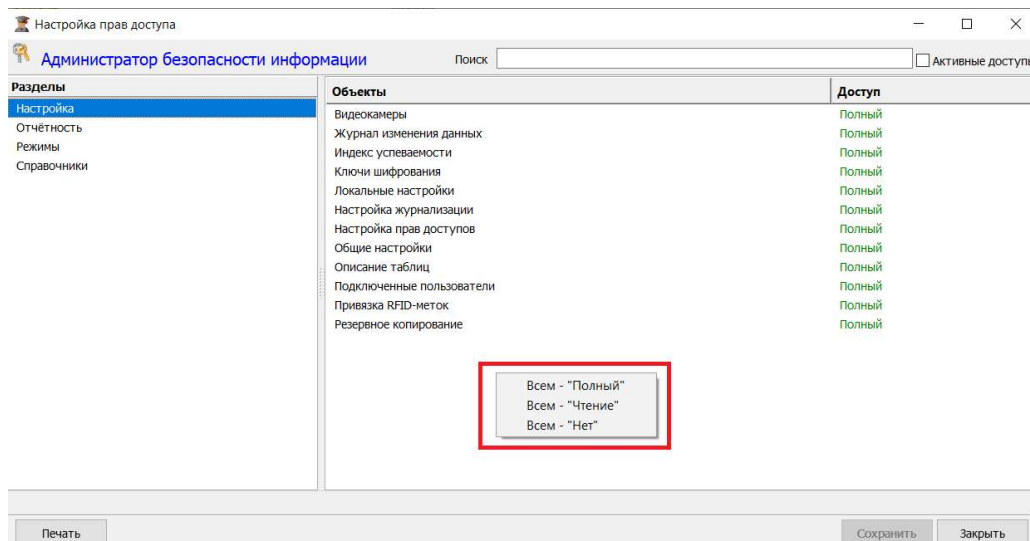 Настройка прав доступа
Администратор безопасности информации
Поиск
Активные доступы
Разделы
Настройка
Отчётность
Режимы
Справочники
Объекты Доступ
Видеокамеры Полный
Журнал изменения данных Полный
Индекс успеваемости Полный
Ключи шифрования Полный
Локальные настройки Полный
Настройка журнализации Полный
Настройка прав доступов Полный
Общие настройки Полный
Описание таблиц Полный
Подключенные пользователи Полный
Привязка RFID-меток Полный
Резервное копирование Полный
Всем - "Полный"
Всем - "Чтение"
Всем - "Нет"
Печать Сохранить Закрыть